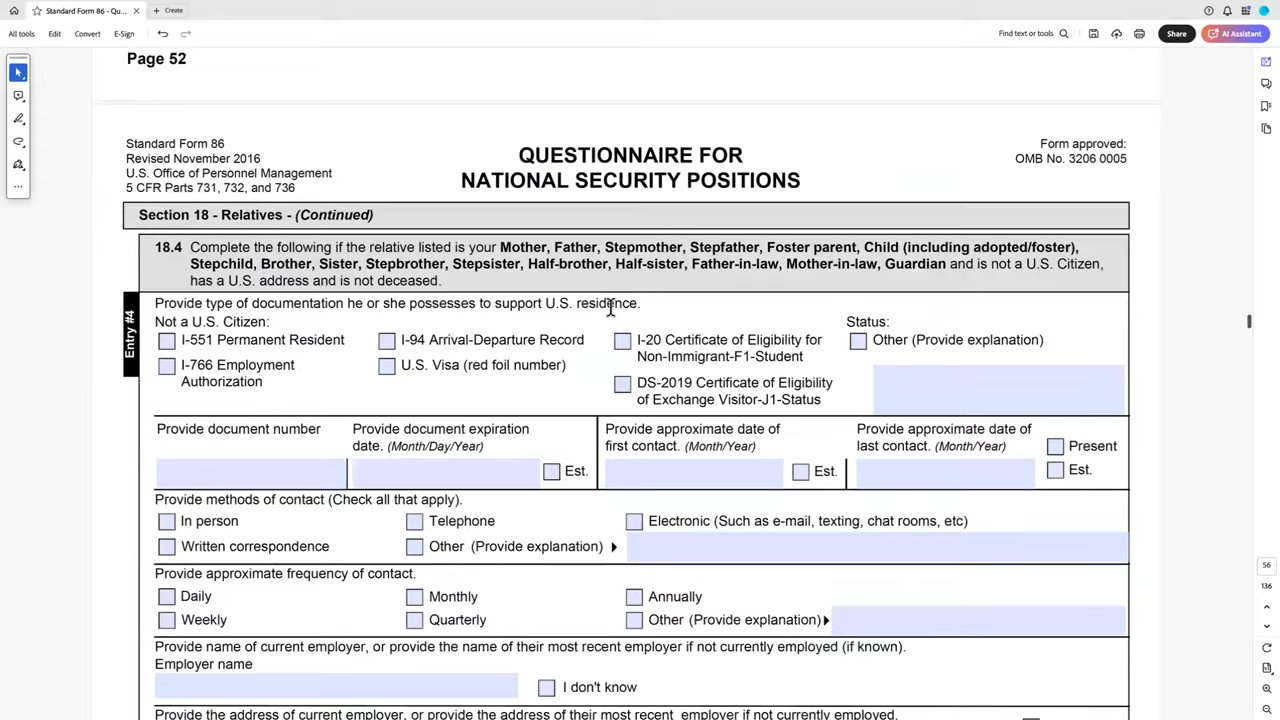 Standard Form 86 - Qu...
Create
All tools
Edit
Convert
E-Sign
Find text or tools
Share
AI Assistant
Page 52
Standard Form 86
Revised November 2016
U.S. Office of Personnel Management
5 CFR Parts 731, 732, and 736
QUESTIONNAIRE FOR
NATIONAL SECURITY POSITIONS
Form approved:
OMB No. 3206 0005
Section 18 - Relatives - (Continued)
18.4 Complete the following if the relative listed is your Mother, Father, Stepmother, Stepfather, Foster parent, Child (including adopted/foster),
Stepchild, Brother, Sister, Stepbrother, Stepsister, Half-brother, Half-sister, Father-in-law, Mother-in-law, Guardian and is not a U.S. Citizen,
has a U.S. address and is not deceased.
Entry #4
Provide type of documentation he or she possesses to support U.S. residence.
Not a U.S. Citizen:
I-551 Permanent Resident
I-766 Employment
Authorization
I-94 Arrival-Departure Record
U.S. Visa (red foil number)
I-20 Certificate of Eligibility for
Non-Immigrant-F1-Student
DS-2019 Certificate of Eligibility
of Exchange Visitor-J1-Status
Status:
Other (Provide explanation)
Provide document number
Provide document expiration
date. (Month/Day/Year)
Est.
Provide approximate date of
first contact. (Month/Year)
Est.
Provide approximate date of
last contact. (Month/Year)
Present
Est.
Provide methods of contact (Check all that apply).
In person
Telephone
Electronic (Such as e-mail, texting, chat rooms, etc)
Written correspondence
Other (Provide explanation)
Provide approximate frequency of contact.
Daily
Monthly
Annually
Weekly
Quarterly
Other (Provide explanation)
Provide name of current employer, or provide the name of their most recent employer if not currently employed (if known).
Employer name
I don't know
Provide the address of current employer, or provide the address of their most recent employer if not currently employed.
56
136